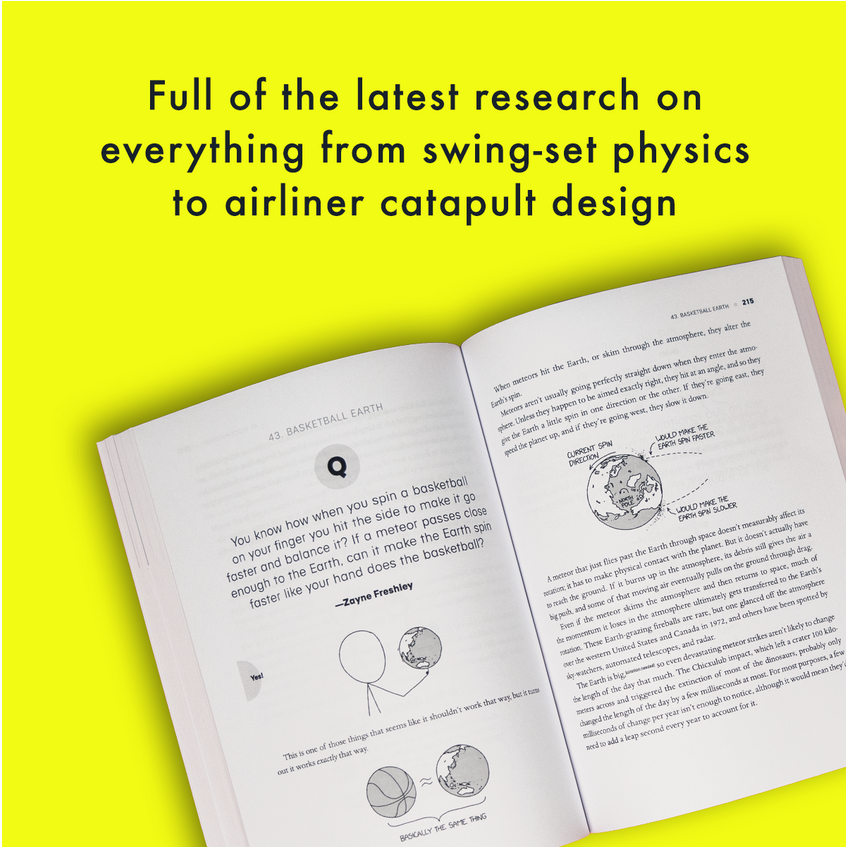 Full of the latest research on
everything from swing-set physics
to airliner catapult design
43. BASKETBALL EARTH
Q
You know how when you spin a basketball
on your finger you hit the side to make it go
faster and balance it? If a meteor passes close
enough to the Earth, can it make the Earth spin
faster like your hand does the basketball?
—Zayne Freshley
Yes!
This is one of those things that seems like it shouldn't work that way, but it turns
out it works exactly that way.
≈
BASICALLY THE SAME THING
43. BASKETBALL EARTH 215
When meteors hit the Earth, or skim through the atmosphere, they alter the
Earth's spin.
Meteors aren't usually going perfectly straight down when they enter the atmo-
sphere. Unless they happen to be aimed exactly right, they hit at an angle, and so they
give the Earth a little spin in one direction or the other. If they're going east, they
speed the planet up, and if they're going west, they slow it down.
CURRENT SPIN
DIRECTION
WOULD MAKE THE
EARTH SPIN FASTER
NORTH
POLE
WOULD MAKE THE
EARTH SPIN SLOWER
A meteor that just flies past the Earth through space doesn't measurably affect its
rotation; it has to make physical contact with the planet. But it doesn't actually have
to reach the ground. If it burns up in the atmosphere, its debris still gives the air a
big push, and some of that moving air eventually pulls on the ground through drag.
Even if the meteor skims the atmosphere and then returns to space, much of
the momentum it loses in the atmosphere ultimately gets transferred to the Earth's
rotation. These Earth-grazing fireballs are rare, but one glanced off the atmosphere
over the western United States and Canada in 1972, and others have been spotted by
sky-watchers, automated telescopes, and radar.
The Earth is big, so even devastating meteor strikes aren't likely to change
the length of the day that much. The Chicxulub impact, which left a crater 100 kilo-
meters across and triggered the extinction of most of the dinosaurs, probably only
changed the length of the day by a few milliseconds at most. For most purposes, a few
milliseconds of change per year isn't enough to notice, although it would mean they'd
need to add a leap second every year to account for it.